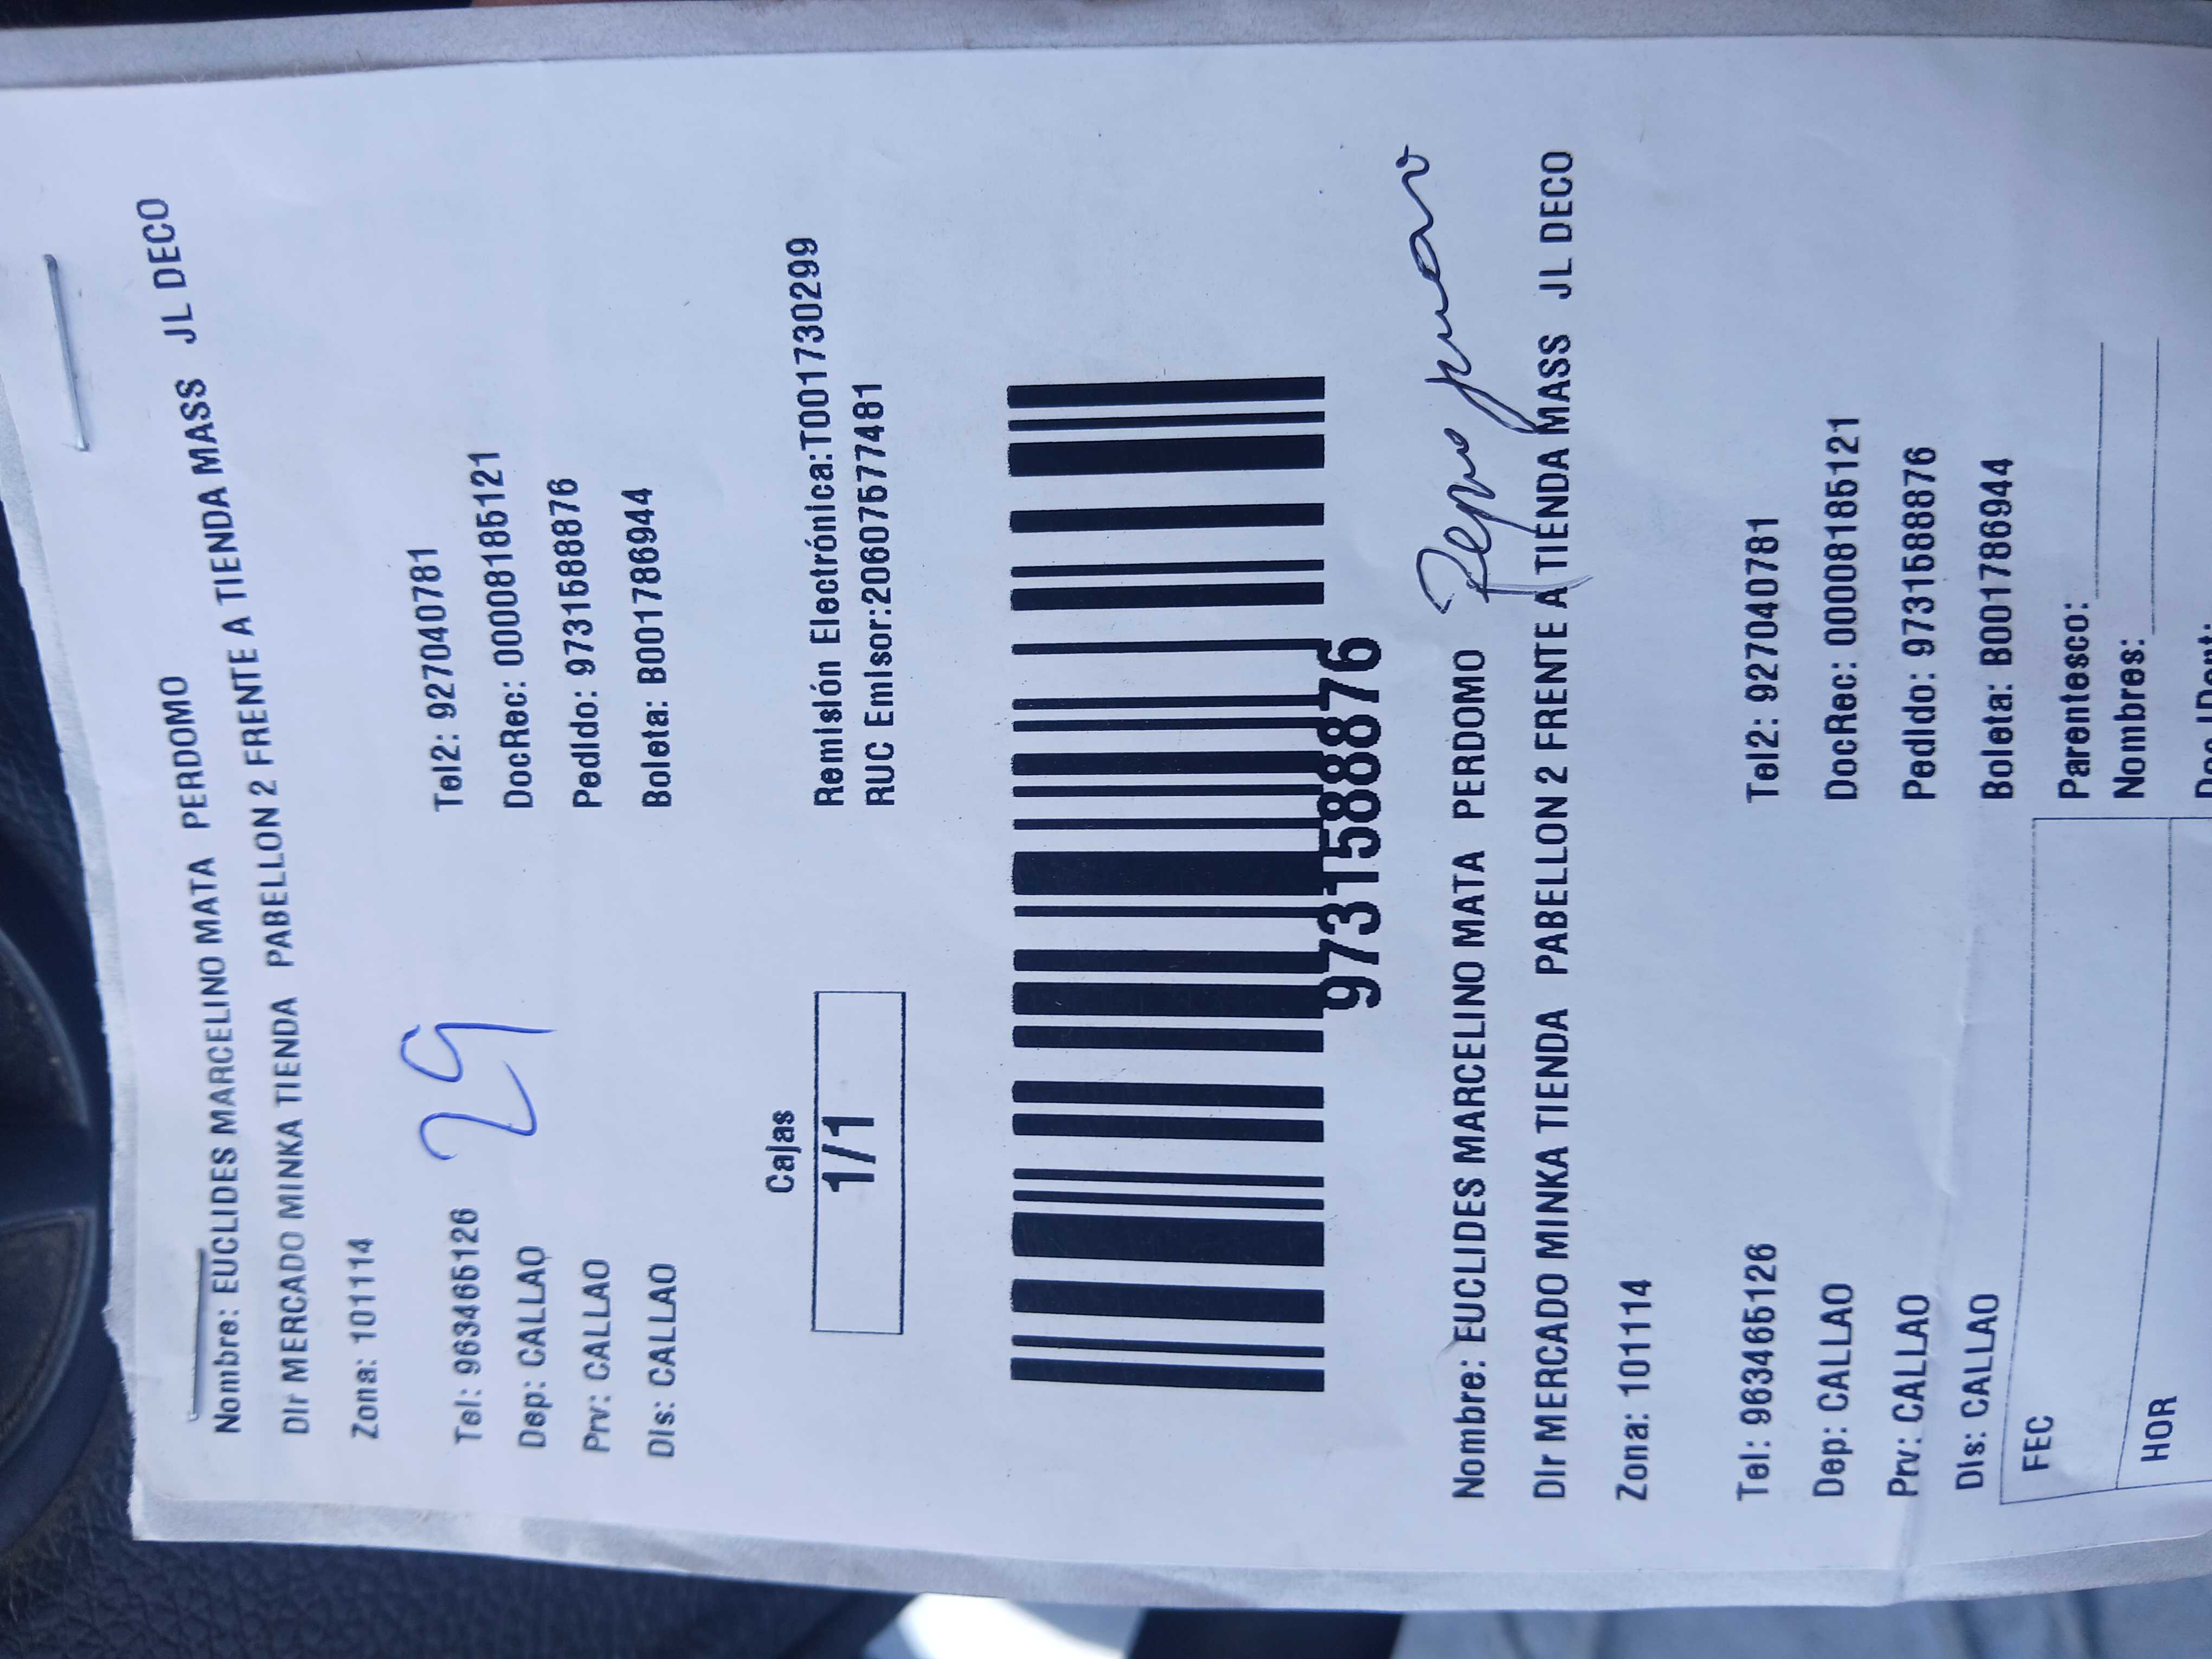 Nombre: EUCLIDES MARCELINO MATA PERDOMO
Dir MERCADO MINKA TIENDA PABELLON 2 FRENTE A TIENDA MASS JL DECO
Zona: 101114
Tel: 963465126 29 Tel2: 927040781
Dep: CALLAO DocRec: 000081851​21
Prv: CALLAO Pedido: 9731588876
Dis: CALLAO Boleta: B001786944
Cajas
1/1
Remisión Electrónica:T001730299
RUC Emisor:20607577481
9731588876
Nombre: EUCLIDES MARCELINO MATA PERDOMO
Dir MERCADO MINKA TIENDA PABELLON 2 FRENTE A TIENDA MASS JL DECO
Zona: 101114
Tel: 963465126 Tel2: 927040781
Dep: CALLAO DocRec: 00008185121
Prv: CALLAO Pedido: 9731588876
Dis: CALLAO Boleta: B001786944
FEC Parentesco:
HOR Nombres: